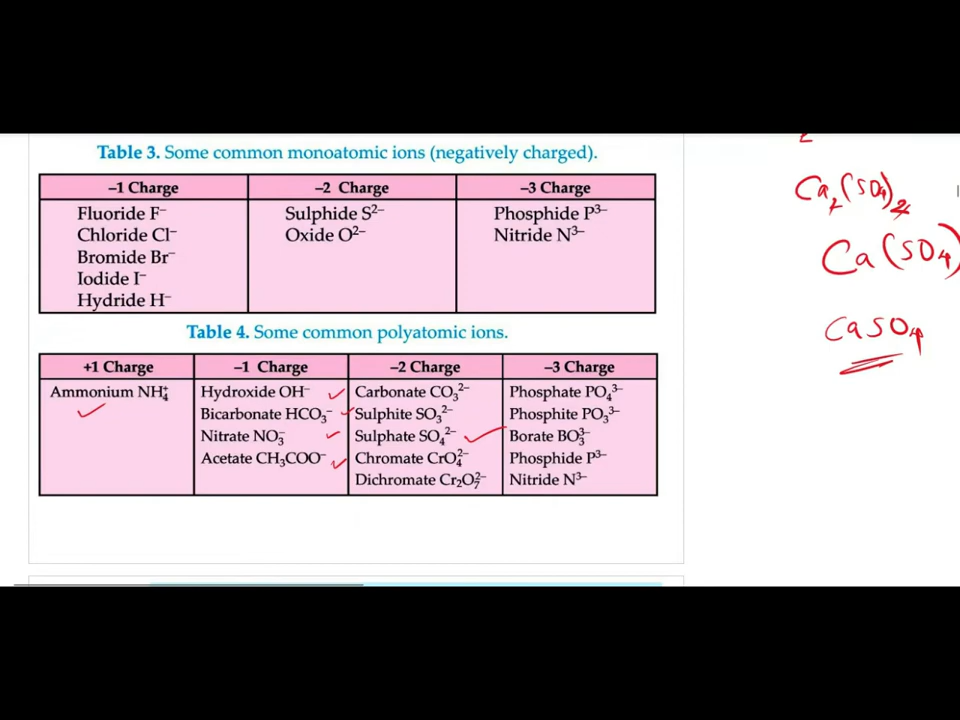 Table 3. Some common monoatomic ions (negatively charged).
–1 Charge –2 Charge –3 Charge
Fluoride F⁻ Sulphide S²⁻ Phosphide P³⁻
Chloride Cl⁻ Oxide O²⁻ Nitride N³⁻
Bromide Br⁻
Iodide I⁻
Hydride H⁻
Table 4. Some common polyatomic ions.
+1 Charge –1 Charge –2 Charge –3 Charge
Ammonium NH₄⁺ Hydroxide OH⁻ Carbonate CO₃²⁻ Phosphate PO₄³⁻
Bicarbonate HCO₃⁻ Sulphite SO₃²⁻ Phosphite PO₃³⁻
Nitrate NO₃⁻ Sulphate SO₄²⁻ Borate BO₃³⁻
Acetate CH₃COO⁻ Chromate CrO₄²⁻ Phosphide P³⁻
Dichromate Cr₂O₇²⁻ Nitride N³⁻
Ca₂(SO₄)₂
Ca(SO₄)
CaSO₄